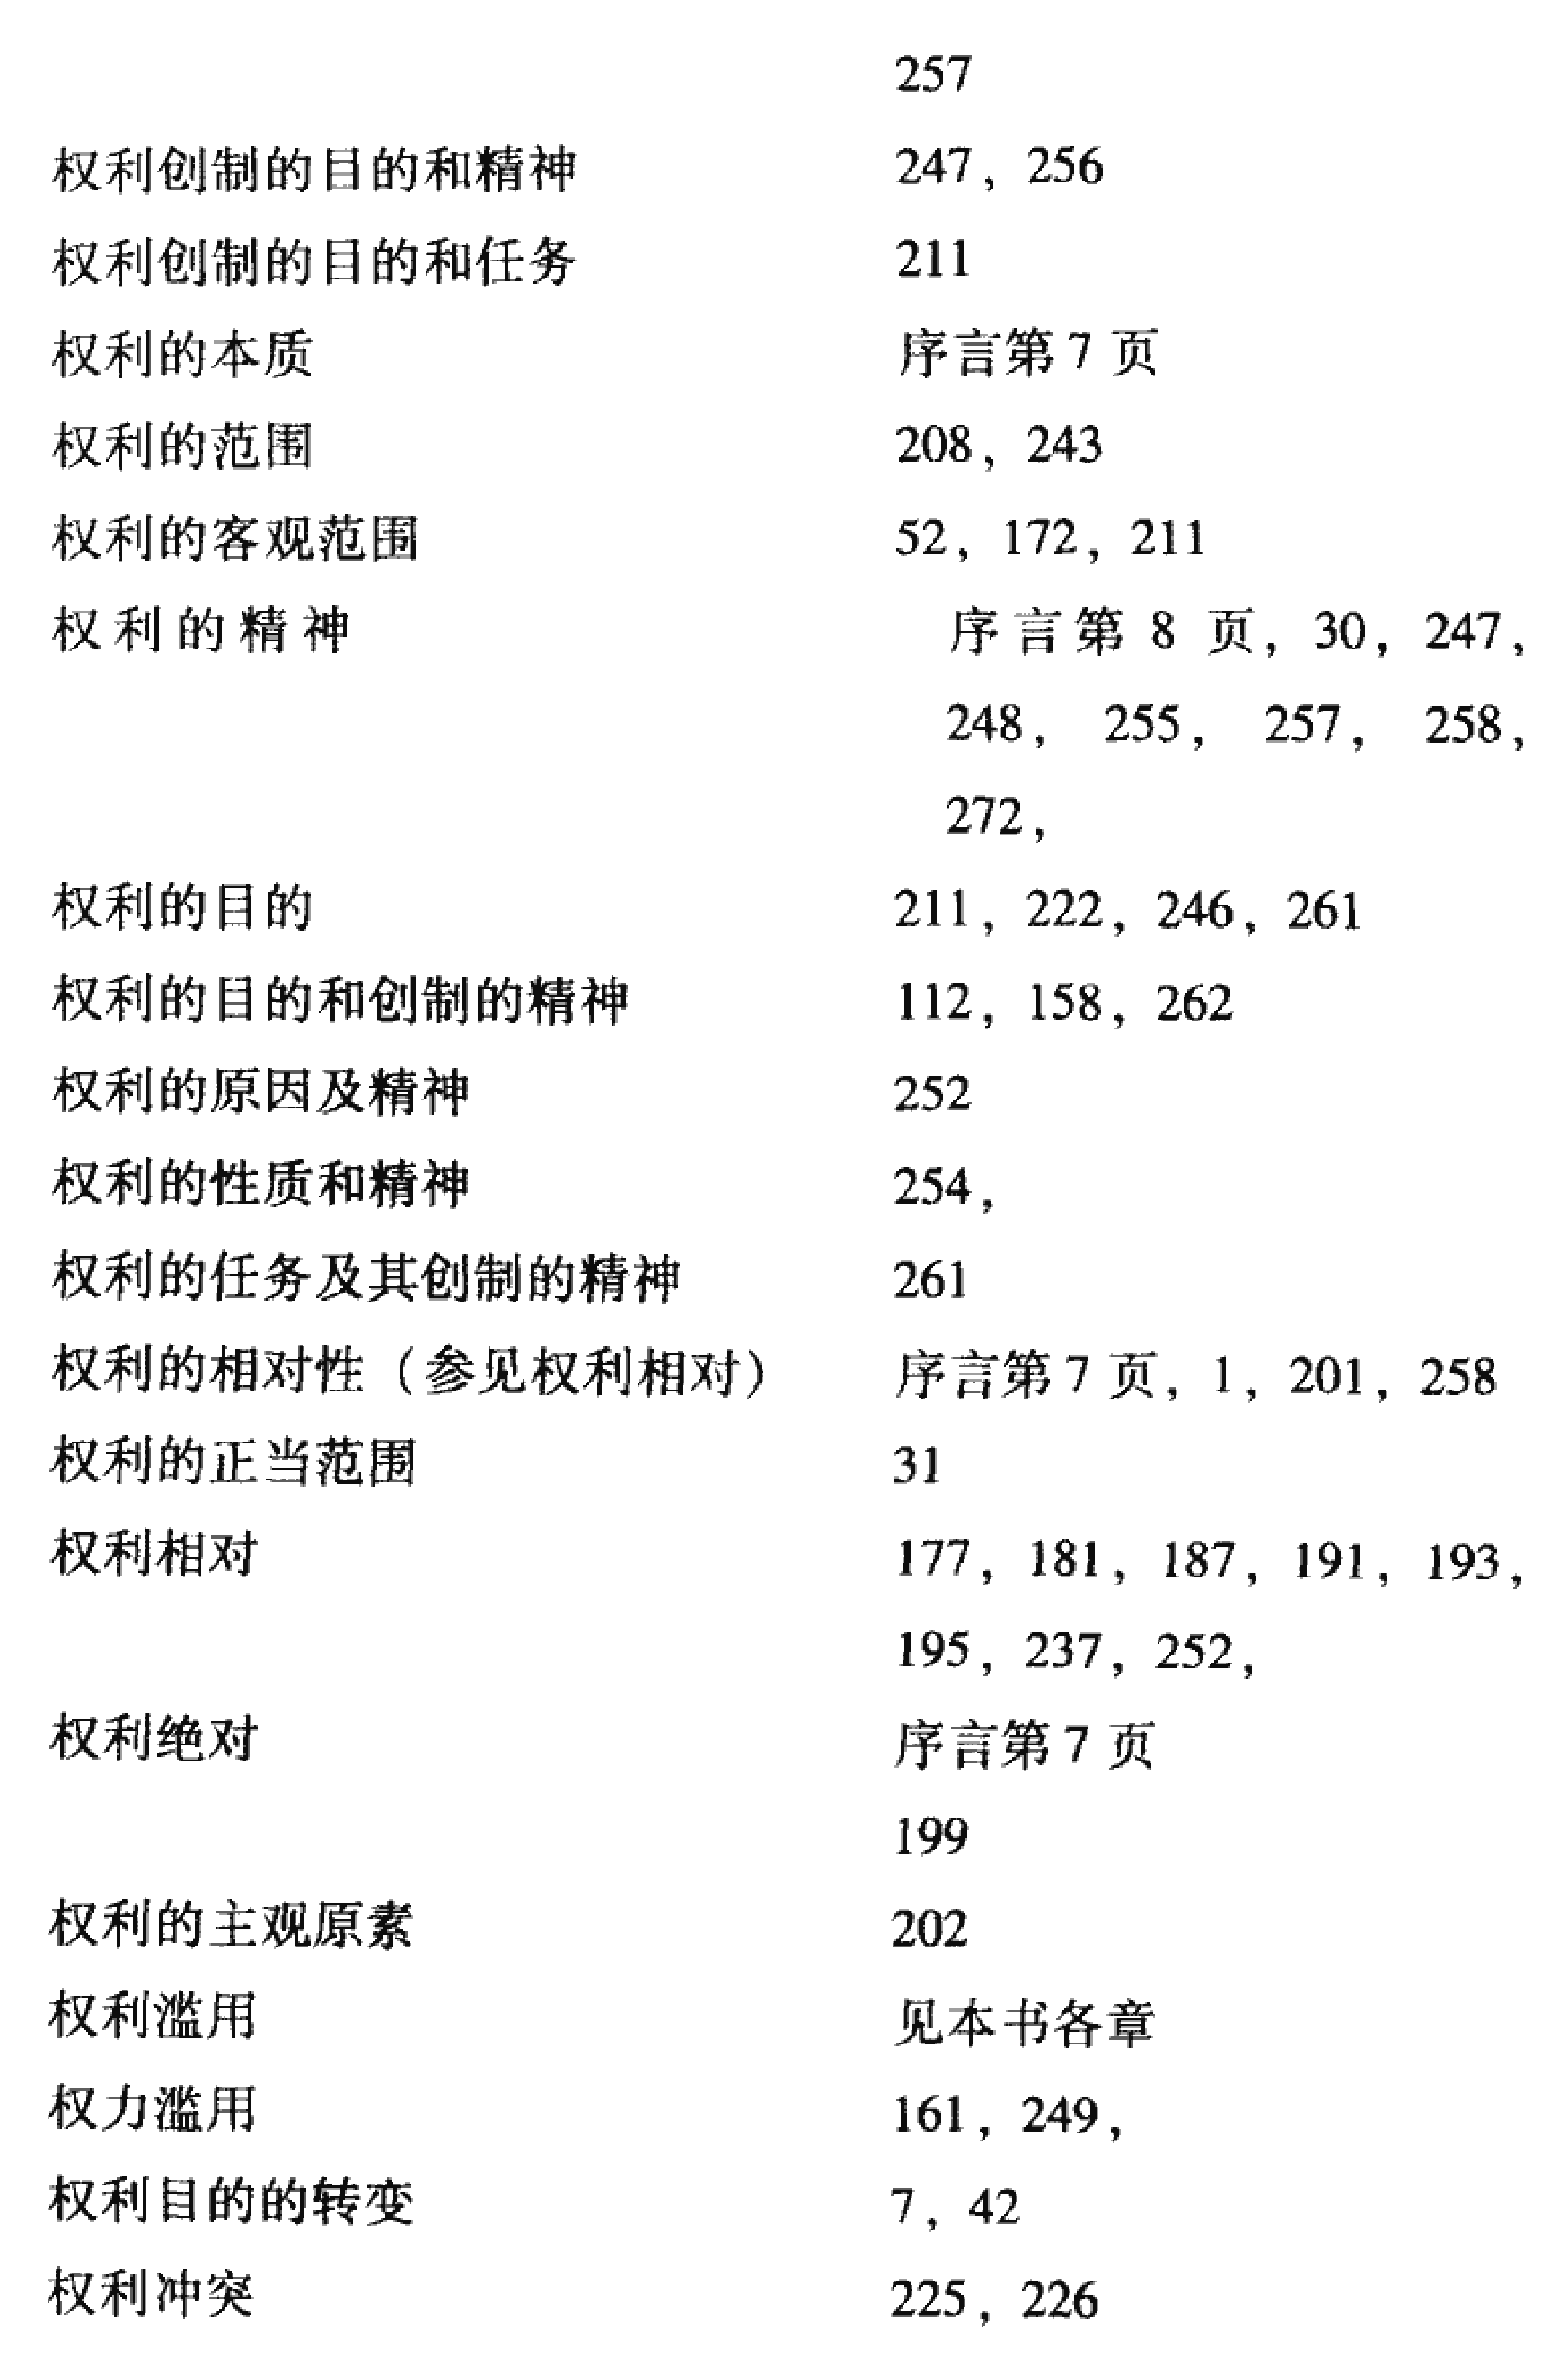 257
权利创制的目的和精神 247, 256
权利创制的目的和任务 211
权利的本质 序言第7页
权利的范围 208, 243
权利的客观范围 52, 172, 211
权利的精神 序言第 8 页, 30, 247,
248, 255, 257, 258,
272,
权利的目的 211, 222, 246, 261
权利的目的和创制的精神 112, 158, 262
权利的原因及精神 252
权利的性质和精神 254,
权利的任务及其创制的精神 261
权利的相对性（参见权利相对） 序言第7页, 1, 201, 258
权利的正当范围 31
权利相对 177, 181, 187, 191, 193,
195, 237, 252,
权利绝对 序言第7页
199
权利的主观原素 202
权利滥用 见本书各章
权力滥用 161, 249,
权利目的的转变 7, 42
权利冲突 225, 226